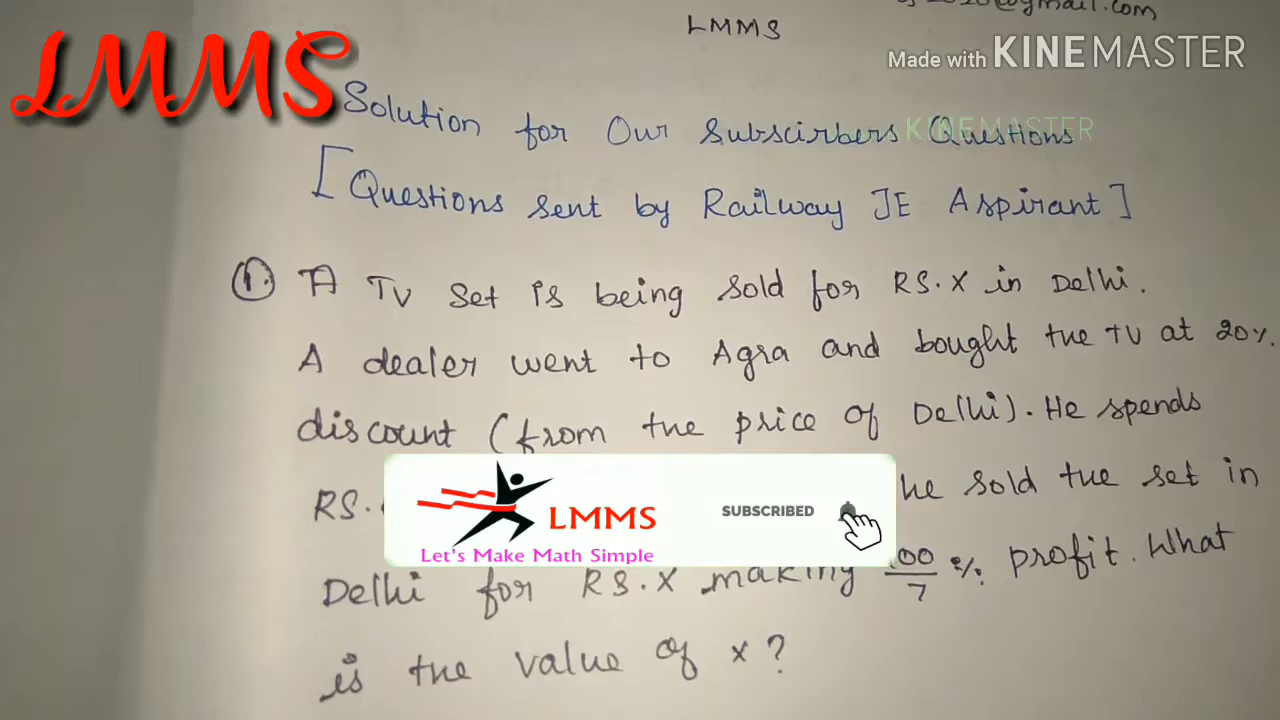 @gmail.com
LMMS
LMMS
Made with KINEMASTER
KINEMASTER
Solution for Our Subscirbers Questions
[Questions sent by Railway JE Aspirant]
1. A TV set is being sold for RS.X in Delhi.
A dealer went to Agra and bought the TV at 20%.
discount (from the price of Delhi). He spends
RS. he sold the set in
LMMS
SUBSCRIBED
Let's Make Math Simple
Delhi for RS.X making 100/7 % profit. What
is the value of x?